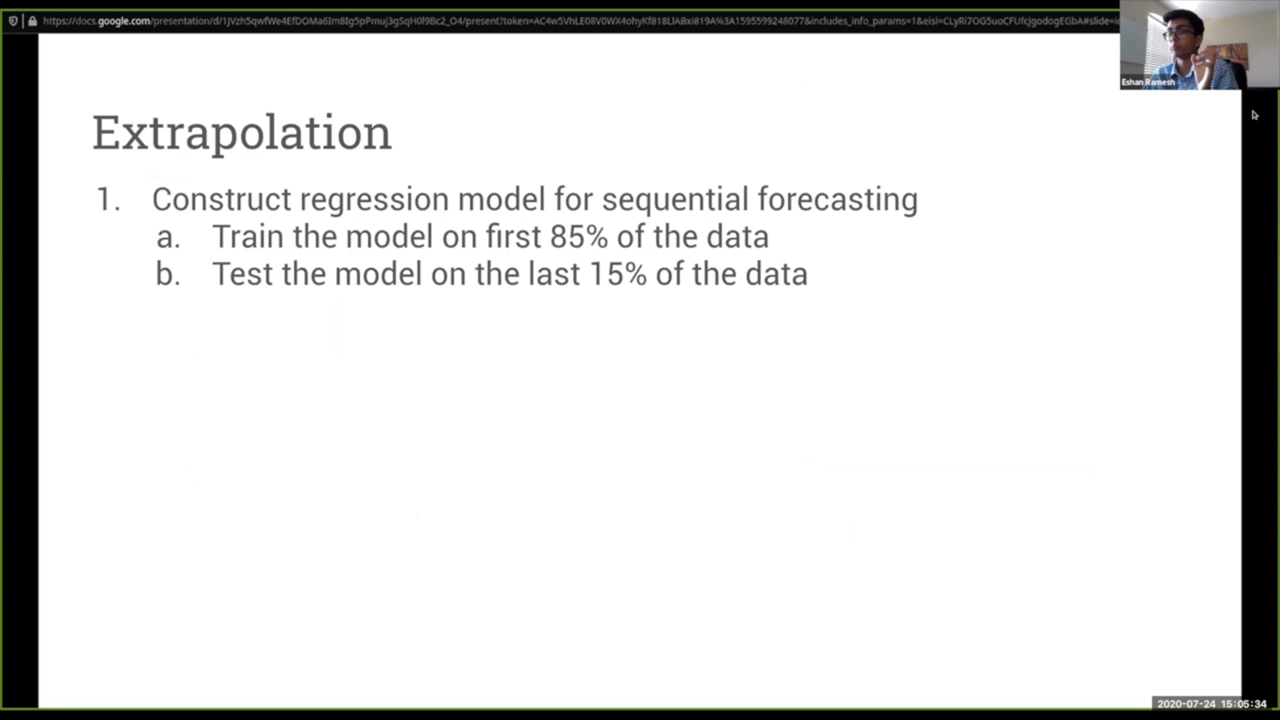 Eshan Ramesh
Extrapolation
1. Construct regression model for sequential forecasting
a. Train the model on first 85% of the data
b. Test the model on the last 15% of the data
2020-07-24 15:05:34